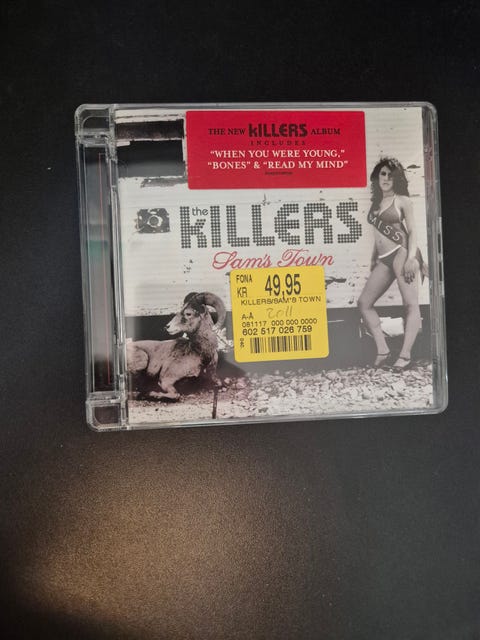 THE NEW KILLERS ALBUM
INCLUDES
"WHEN YOU WERE YOUNG,"
"BONES" & "READ MY MIND"
the
KILLERS
Sam's Town
MISS
FONA
KR 49,95
KILLERS/SAM'S TOWN
A-A 2011
081117 000 000 0000
602 517 026 759